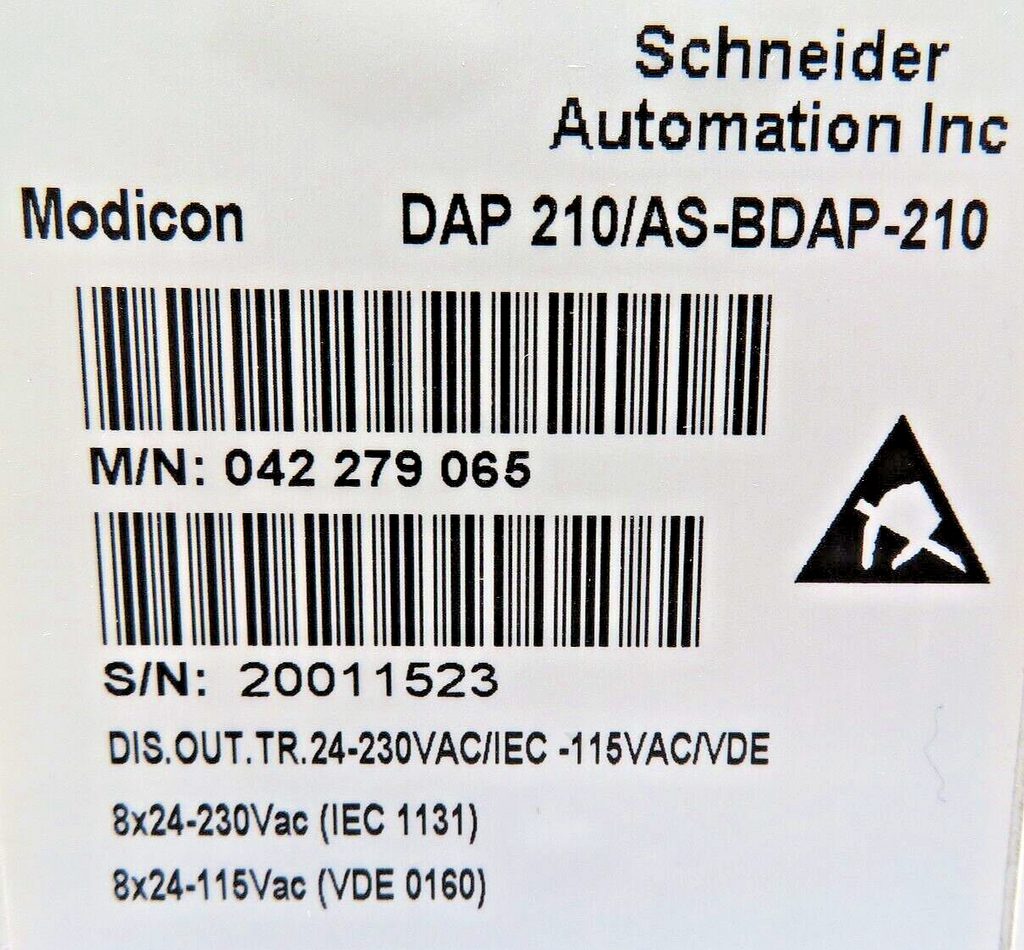 Schneider
Automation Inc
Modicon DAP 210/AS-BDAP-210
M/N: 042 279 065
S/N: 20011523
DIS.OUT.TR.24-230VAC/IEC -115VAC/VDE
8x24-230Vac (IEC 1131)
8x24-115Vac (VDE 0160)